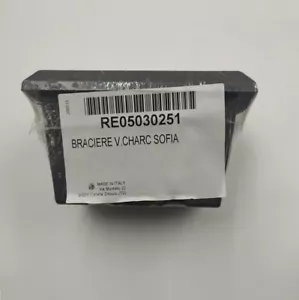 RE05030251
BRACIERE V.CHARC SOFIA
MADE IN ITALY